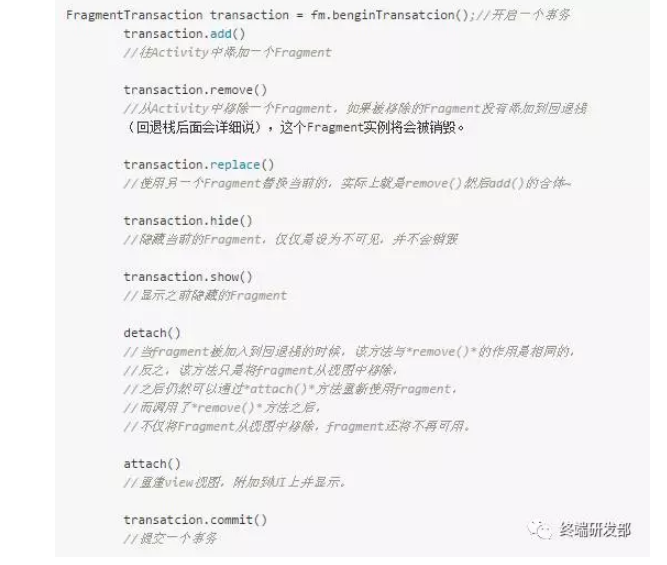 FragmentTransaction transaction = fm.benginTransatcion();//开启一个事务
transaction.add()
//往Activity中添加一个Fragment
transaction.remove()
//从Activity中移除一个Fragment，如果被移除的Fragment没有添加到回退栈
（回退栈后面会详细说），这个Fragment实例将会被销毁。
transaction.replace()
//使用另一个Fragment替换当前的，实际上就是remove()然后add()的合体~
transaction.hide()
//隐藏当前的Fragment，仅仅是设为不可见，并不会销毁
transaction.show()
//显示之前隐藏的Fragment
detach()
//当fragment被加入到回退栈的时候，该方法与*remove()*的作用是相同的，
//反之，该方法只是将fragment从视图中移除，
//之后仍然可以通过*attach()*方法重新使用fragment，
//而调用了*remove()*方法之后，
//不仅将Fragment从视图中移除，fragment还将不再可用。
attach()
//重建view视图，附加到UI上并显示。
transatcion.commit()
//提交一个事务
终端研发部